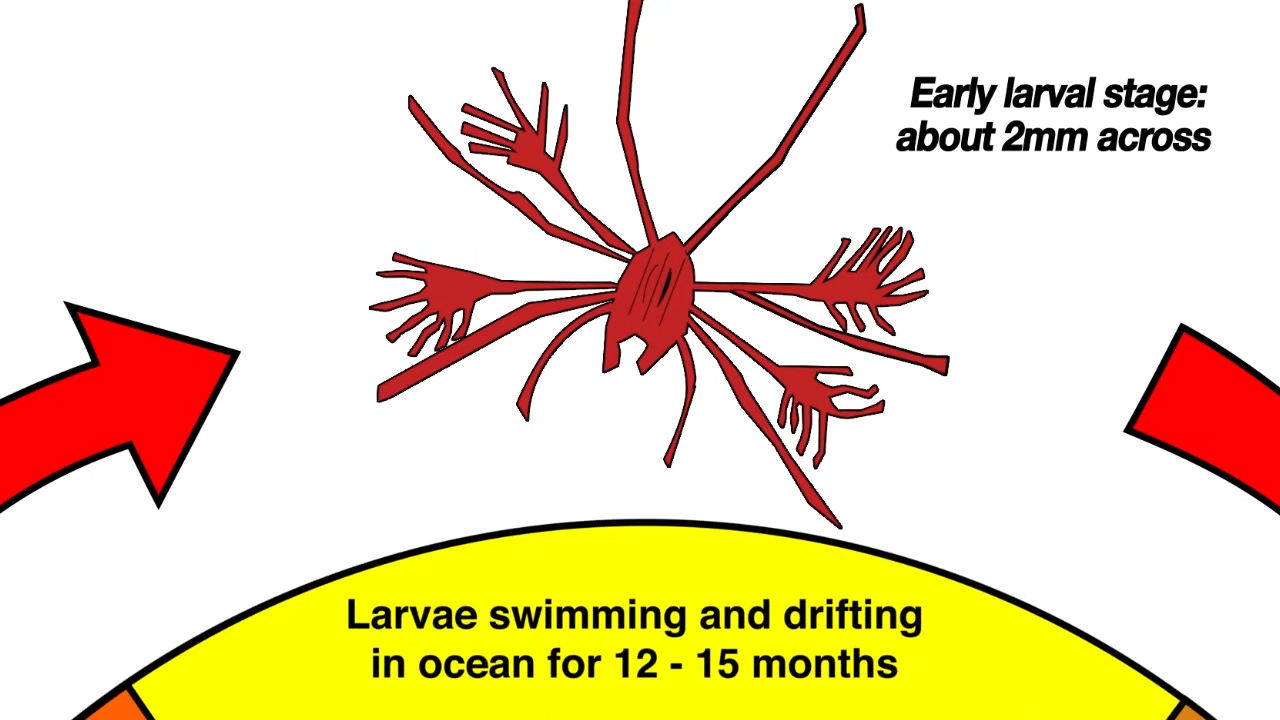 Early larval stage:
about 2mm across
Larvae swimming and drifting
in ocean for 12 - 15 months